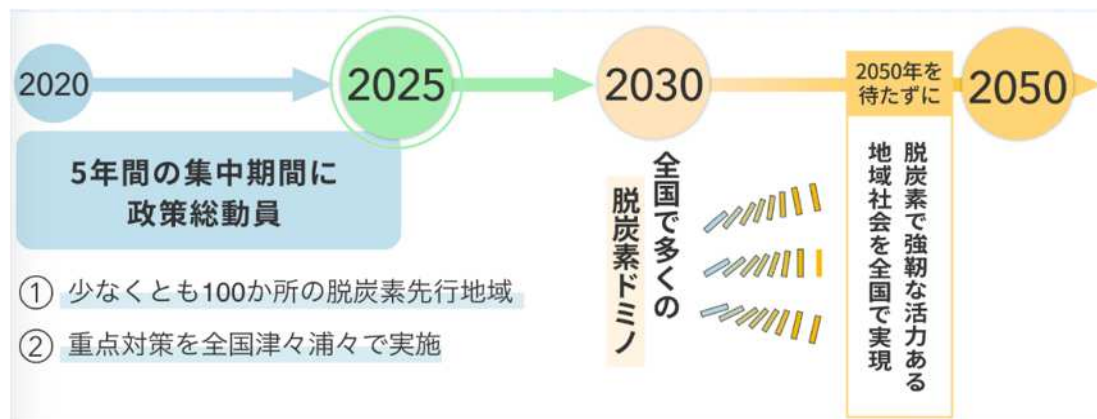 2020
2025
2030
2050年を
待たずに
2050
5年間の集中期間に
政策総動員
① 少なくとも100か所の脱炭素先行地域
② 重点対策を全国津々浦々で実施
全国で多くの
脱炭素ドミノ
脱炭素で強靭な活力ある
地域社会を全国で実現